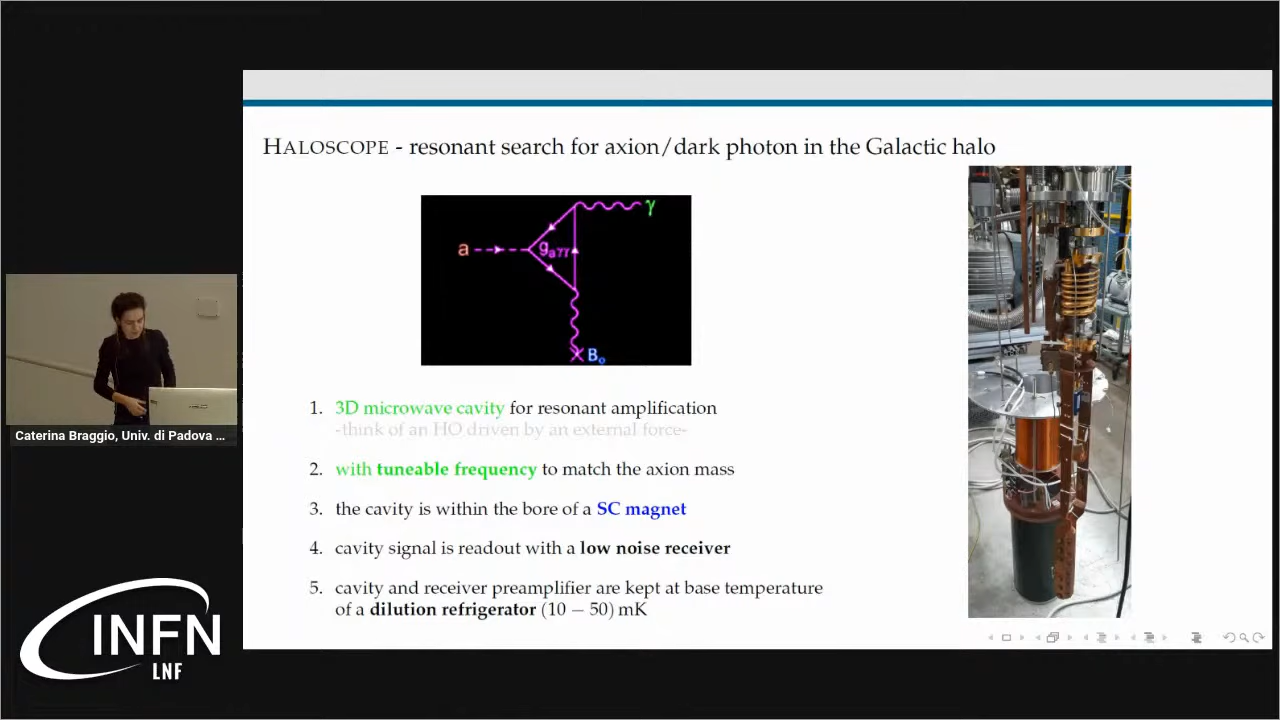 HALOSCOPE - resonant search for axion/dark photon in the Galactic halo
a
g_aγγ
γ
B₀
1. 3D microwave cavity for resonant amplification
-think of an HO driven by an external force-
2. with tuneable frequency to match the axion mass
3. the cavity is within the bore of a SC magnet
4. cavity signal is readout with a low noise receiver
5. cavity and receiver preamplifier are kept at base temperature
of a dilution refrigerator (10 − 50) mK
Caterina Braggio, Univ. di Padova ...
INFN
LNF